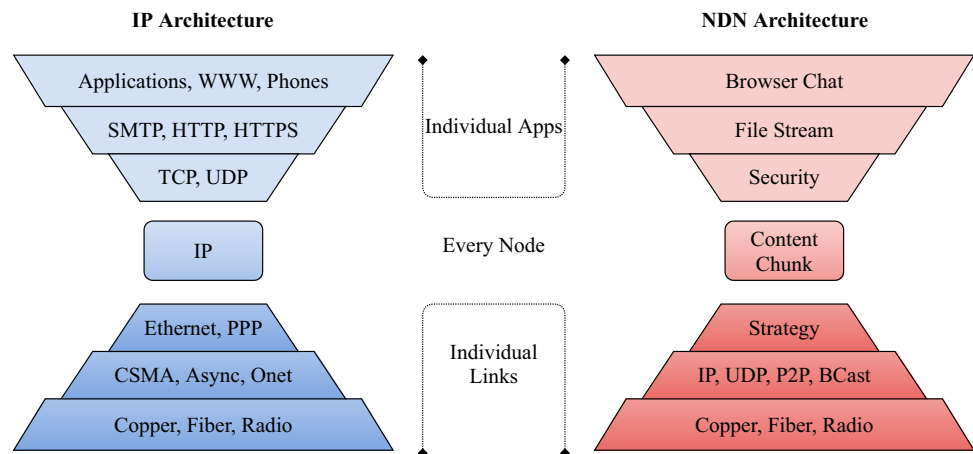 IP Architecture
NDN Architecture
Applications, WWW, Phones
Browser Chat
SMTP, HTTP, HTTPS
Individual Apps
File Stream
TCP, UDP
Security
IP
Every Node
Content
Chunk
Ethernet, PPP
Strategy
CSMA, Async, Onet
Individual
Links
IP, UDP, P2P, BCast
Copper, Fiber, Radio
Copper, Fiber, Radio